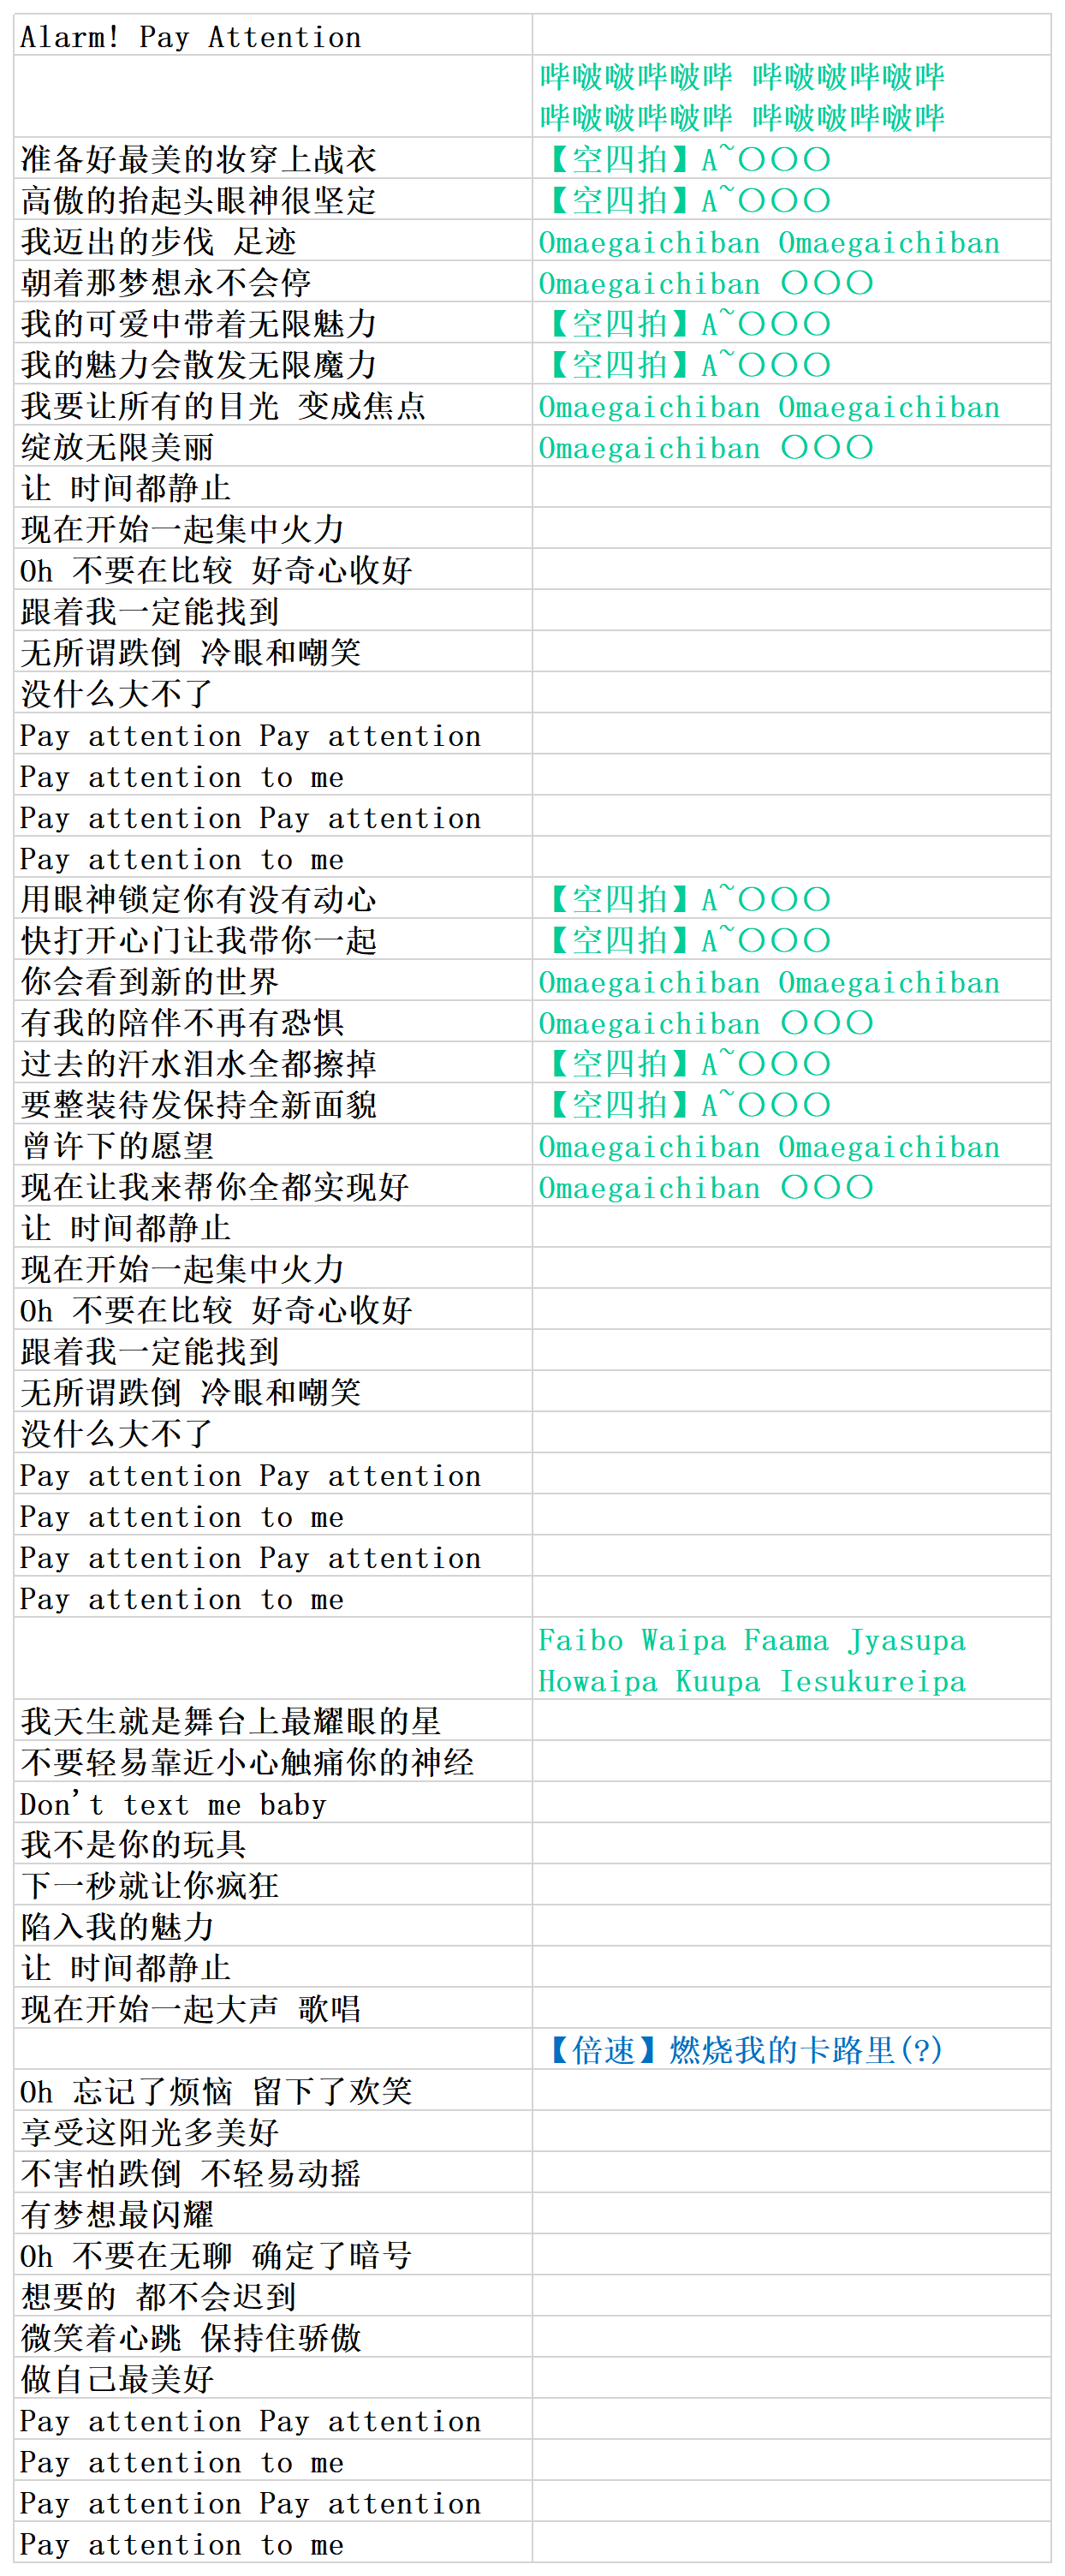 Alarm! Pay Attention
哔啵啵哔啵哔 哔啵啵哔啵哔
哔啵啵哔啵哔 哔啵啵哔啵哔
准备好最美的妆穿上战衣 【空四拍】A~〇〇〇
高傲的抬起头眼神很坚定 【空四拍】A~〇〇〇
我迈出的步伐 足迹 Omaegaichiban Omaegaichiban
朝着那梦想永不会停 Omaegaichiban 〇〇〇
我的可爱中带着无限魅力 【空四拍】A~〇〇〇
我的魅力会散发无限魔力 【空四拍】A~〇〇〇
我要让所有的目光 变成焦点 Omaegaichiban Omaegaichiban
绽放无限美丽 Omaegaichiban 〇〇〇
让 时间都静止
现在开始一起集中火力
Oh 不要在比较 好奇心收好
跟着我一定能找到
无所谓跌倒 冷眼和嘲笑
没什么大不了
Pay attention Pay attention
Pay attention to me
Pay attention Pay attention
Pay attention to me
用眼神锁定你有没有动心 【空四拍】A~〇〇〇
快打开心门让我带你一起 【空四拍】A~〇〇〇
你会看到新的世界 Omaegaichiban Omaegaichiban
有我的陪伴不再有恐惧 Omaegaichiban 〇〇〇
过去的汗水泪水全都擦掉 【空四拍】A~〇〇〇
要整装待发保持全新面貌 【空四拍】A~〇〇〇
曾许下的愿望 Omaegaichiban Omaegaichiban
现在让我来帮你全都实现好 Omaegaichiban 〇〇〇
让 时间都静止
现在开始一起集中火力
Oh 不要在比较 好奇心收好
跟着我一定能找到
无所谓跌倒 冷眼和嘲笑
没什么大不了
Pay attention Pay attention
Pay attention to me
Pay attention Pay attention
Pay attention to me
Faibo Waipa Faama Jyasupa
Howaipa Kuupa Iesukureipa
我天生就是舞台上最耀眼的星
不要轻易靠近小心触痛你的神经
Don't text me baby
我不是你的玩具
下一秒就让你疯狂
陷入我的魅力
让 时间都静止
现在开始一起大声 歌唱
【倍速】燃烧我的卡路里(?)
Oh 忘记了烦恼 留下了欢笑
享受这阳光多美好
不害怕跌倒 不轻易动摇
有梦想最闪耀
Oh 不要在无聊 确定了暗号
想要的 都不会迟到
微笑着心跳 保持住骄傲
做自己最美好
Pay attention Pay attention
Pay attention to me
Pay attention Pay attention
Pay attention to me